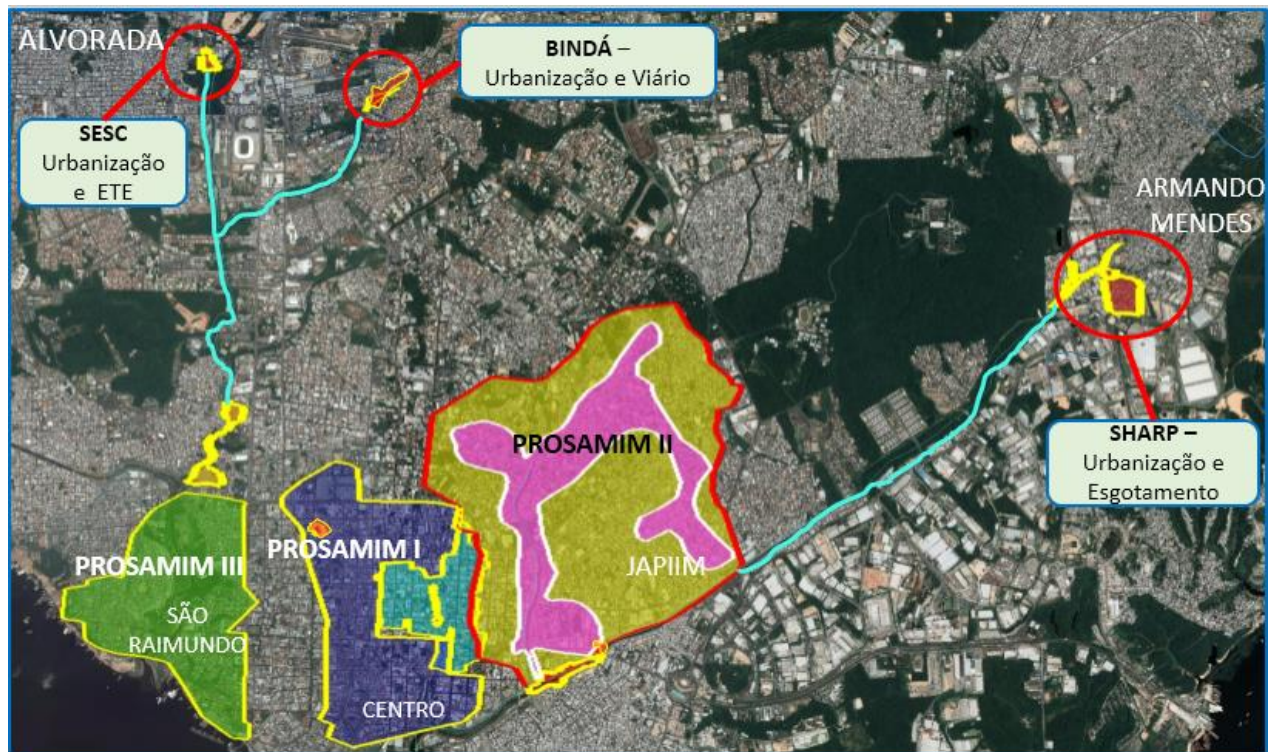 ALVORADA
BINDÁ –
Urbanização e Viário
SESC
Urbanização
e ETE
ARMANDO
MENDES
SHARP –
Urbanização e
Esgotamento
PROSAMIM II
JAPIIM
PROSAMIM I
CENTRO
PROSAMIM III
SÃO
RAIMUNDO